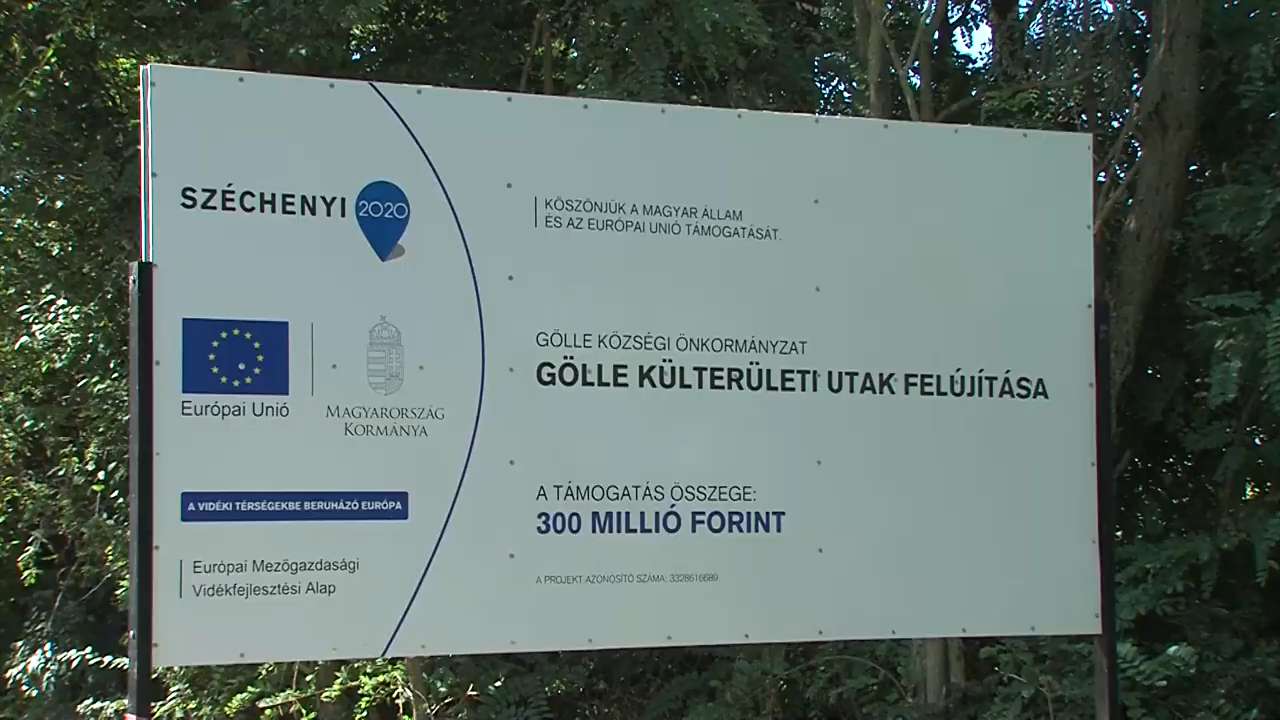 SZÉCHENYI 2020
KÖSZÖNJÜK A MAGYAR ÁLLAM
ÉS AZ EURÓPAI UNIÓ TÁMOGATÁSÁT.
Európai Unió
MAGYARORSZÁG
KORMÁNYA
GÖLLE KÖZSÉGI ÖNKORMÁNYZAT
GÖLLE KÜLTERÜLETI UTAK FELÚJÍTÁSA
A VIDÉKI TÉRSÉGEKBE BERUHÁZÓ EURÓPA
Európai Mezőgazdasági
Vidékfejlesztési Alap
A TÁMOGATÁS ÖSSZEGE:
300 MILLIÓ FORINT
A PROJEKT AZONOSÍTÓ SZÁMA: 3328616689